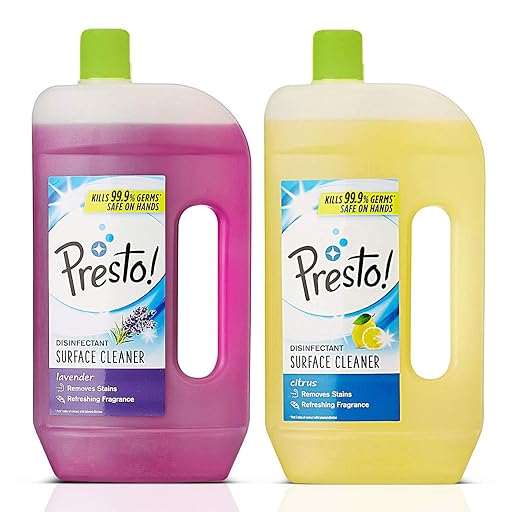 KILLS 99.9% GERMS*
SAFE ON HANDS
Presto!
DISINFECTANT
SURFACE CLEANER
lavender
Removes Stains
Refreshing Fragrance
KILLS 99.9% GERMS*
SAFE ON HANDS
Presto!
DISINFECTANT
SURFACE CLEANER
citrus
Removes Stains
Refreshing Fragrance